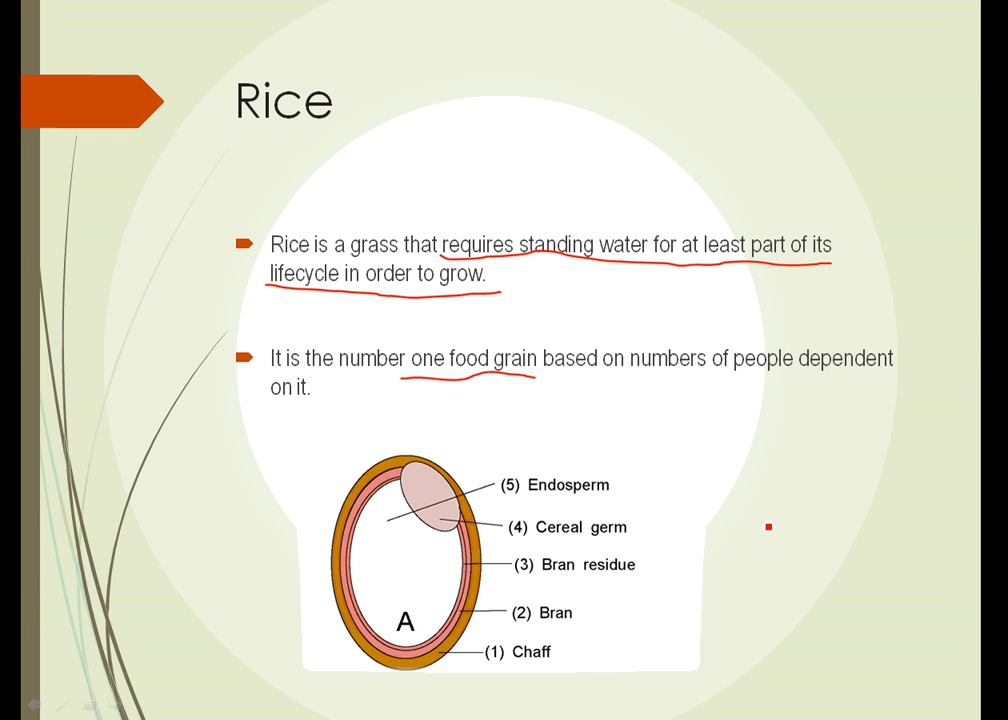 Rice
Rice is a grass that requires standing water for at least part of its
lifecycle in order to grow.
It is the number one food grain based on numbers of people dependent
on it.
(5) Endosperm
(4) Cereal germ
(3) Bran residue
(2) Bran
A
(1) Chaff